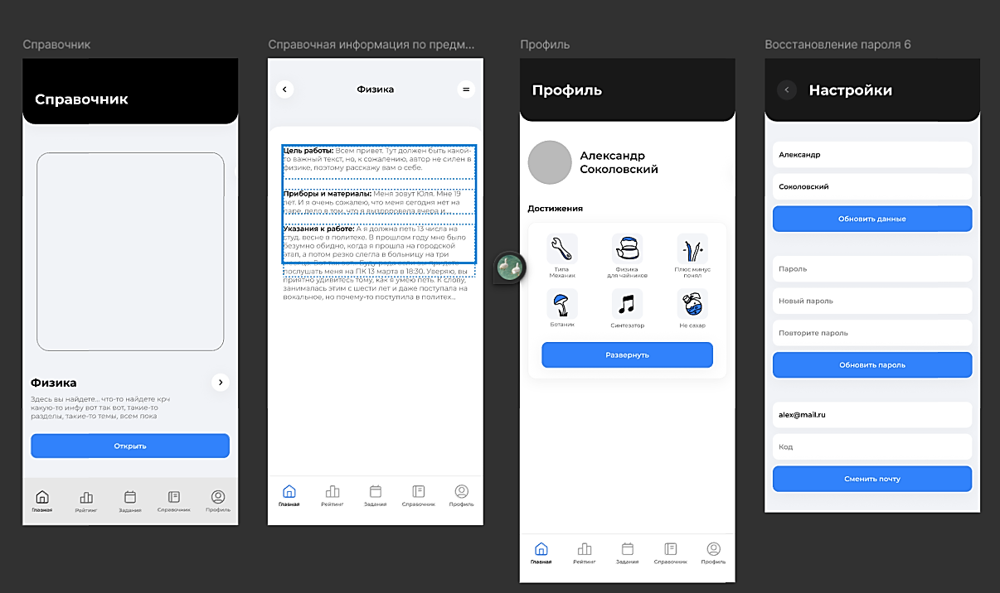 Справочник
Справочник
Физика
Здесь вы найдете... что-то найдете крч
какую-то инфу вот так вот, такие-то
разделы, такие-то темы, всем пока
Открыть
Главная
Рейтинг
Задания
Справочник
Профиль
Справочная информация по предм...
Физика
Цель работы: Всем привет. Тут должен быть какой-
то важный текст, но, к сожалению, автор не силен в
физике, поэтому расскажу вам о себе.
Приборы и материалы: Меня зовут Юля. Мне 19
лет. И я очень сожалею, что меня сегодня нет на
паре, дело в том, что я выздоровела вчера и...
Указания к работе: А я должна петь 13 числа на
студ. весне в политехе. В прошлом году мне было
безумно обидно, когда я прошла на городской
этап, а потом резко слегла в больницу на три
послушать меня на ПК 13 марта в 18:30. Уверяю, вы
приятно удивитесь тому, как я умею петь. К слову,
занималась этим с шести лет и даже поступала на
вокальное, но почему-то поступила в политех...
Главная
Рейтинг
Задания
Справочник
Профиль
Профиль
Профиль
Александр
Соколовский
Достижения
Типа
Механик
Физика
для чайников
Плюс минус
понял
Ботаник
Синтезатор
Не сахар
Развернуть
Главная
Рейтинг
Задания
Справочник
Профиль
Восстановление пароля 6
Настройки
Александр
Соколовский
Обновить данные
Пароль
Новый пароль
Повторите пароль
Обновить пароль
alex@mail.ru
Код
Сменить почту